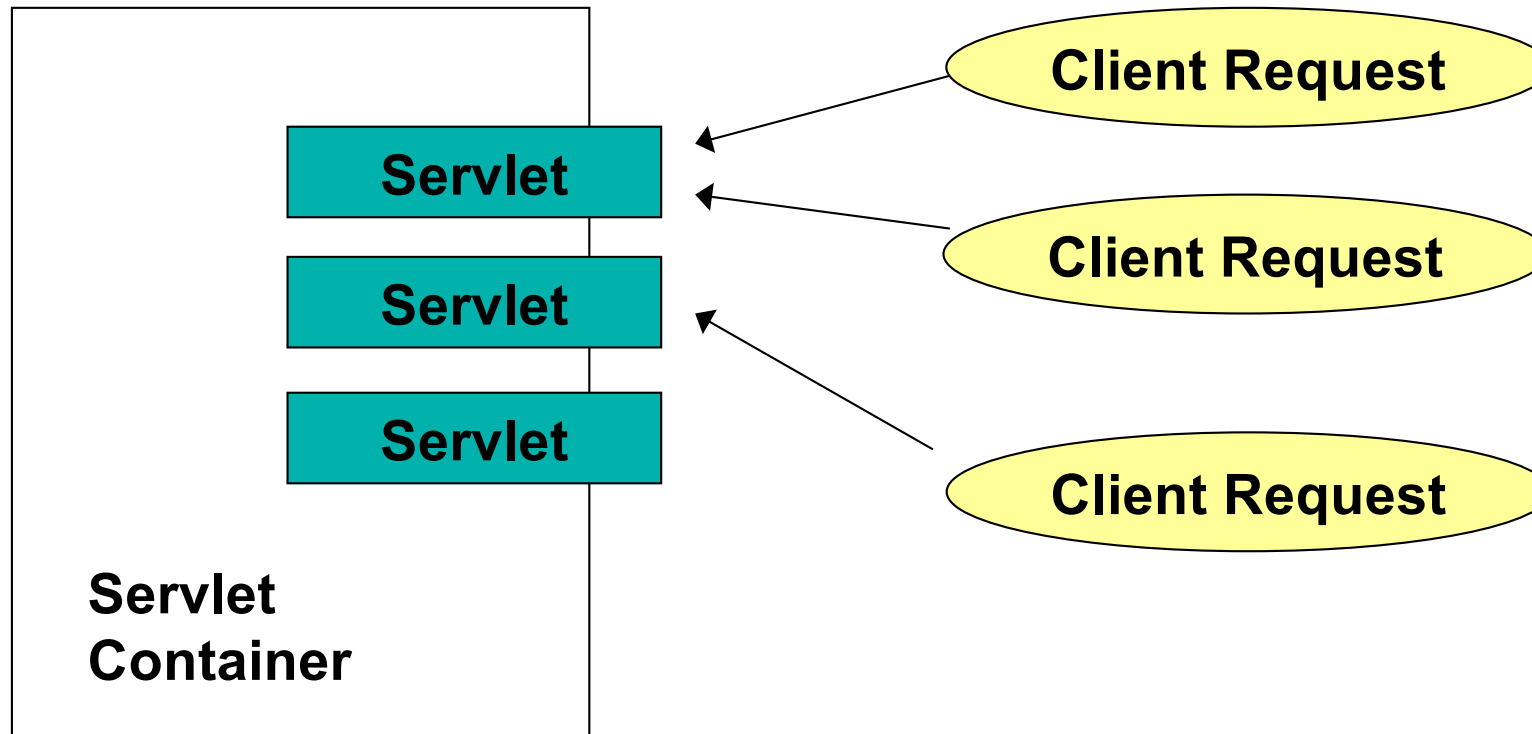 Client Request
Servlet
Client Request
Servlet
Servlet
Client Request
Servlet
Container